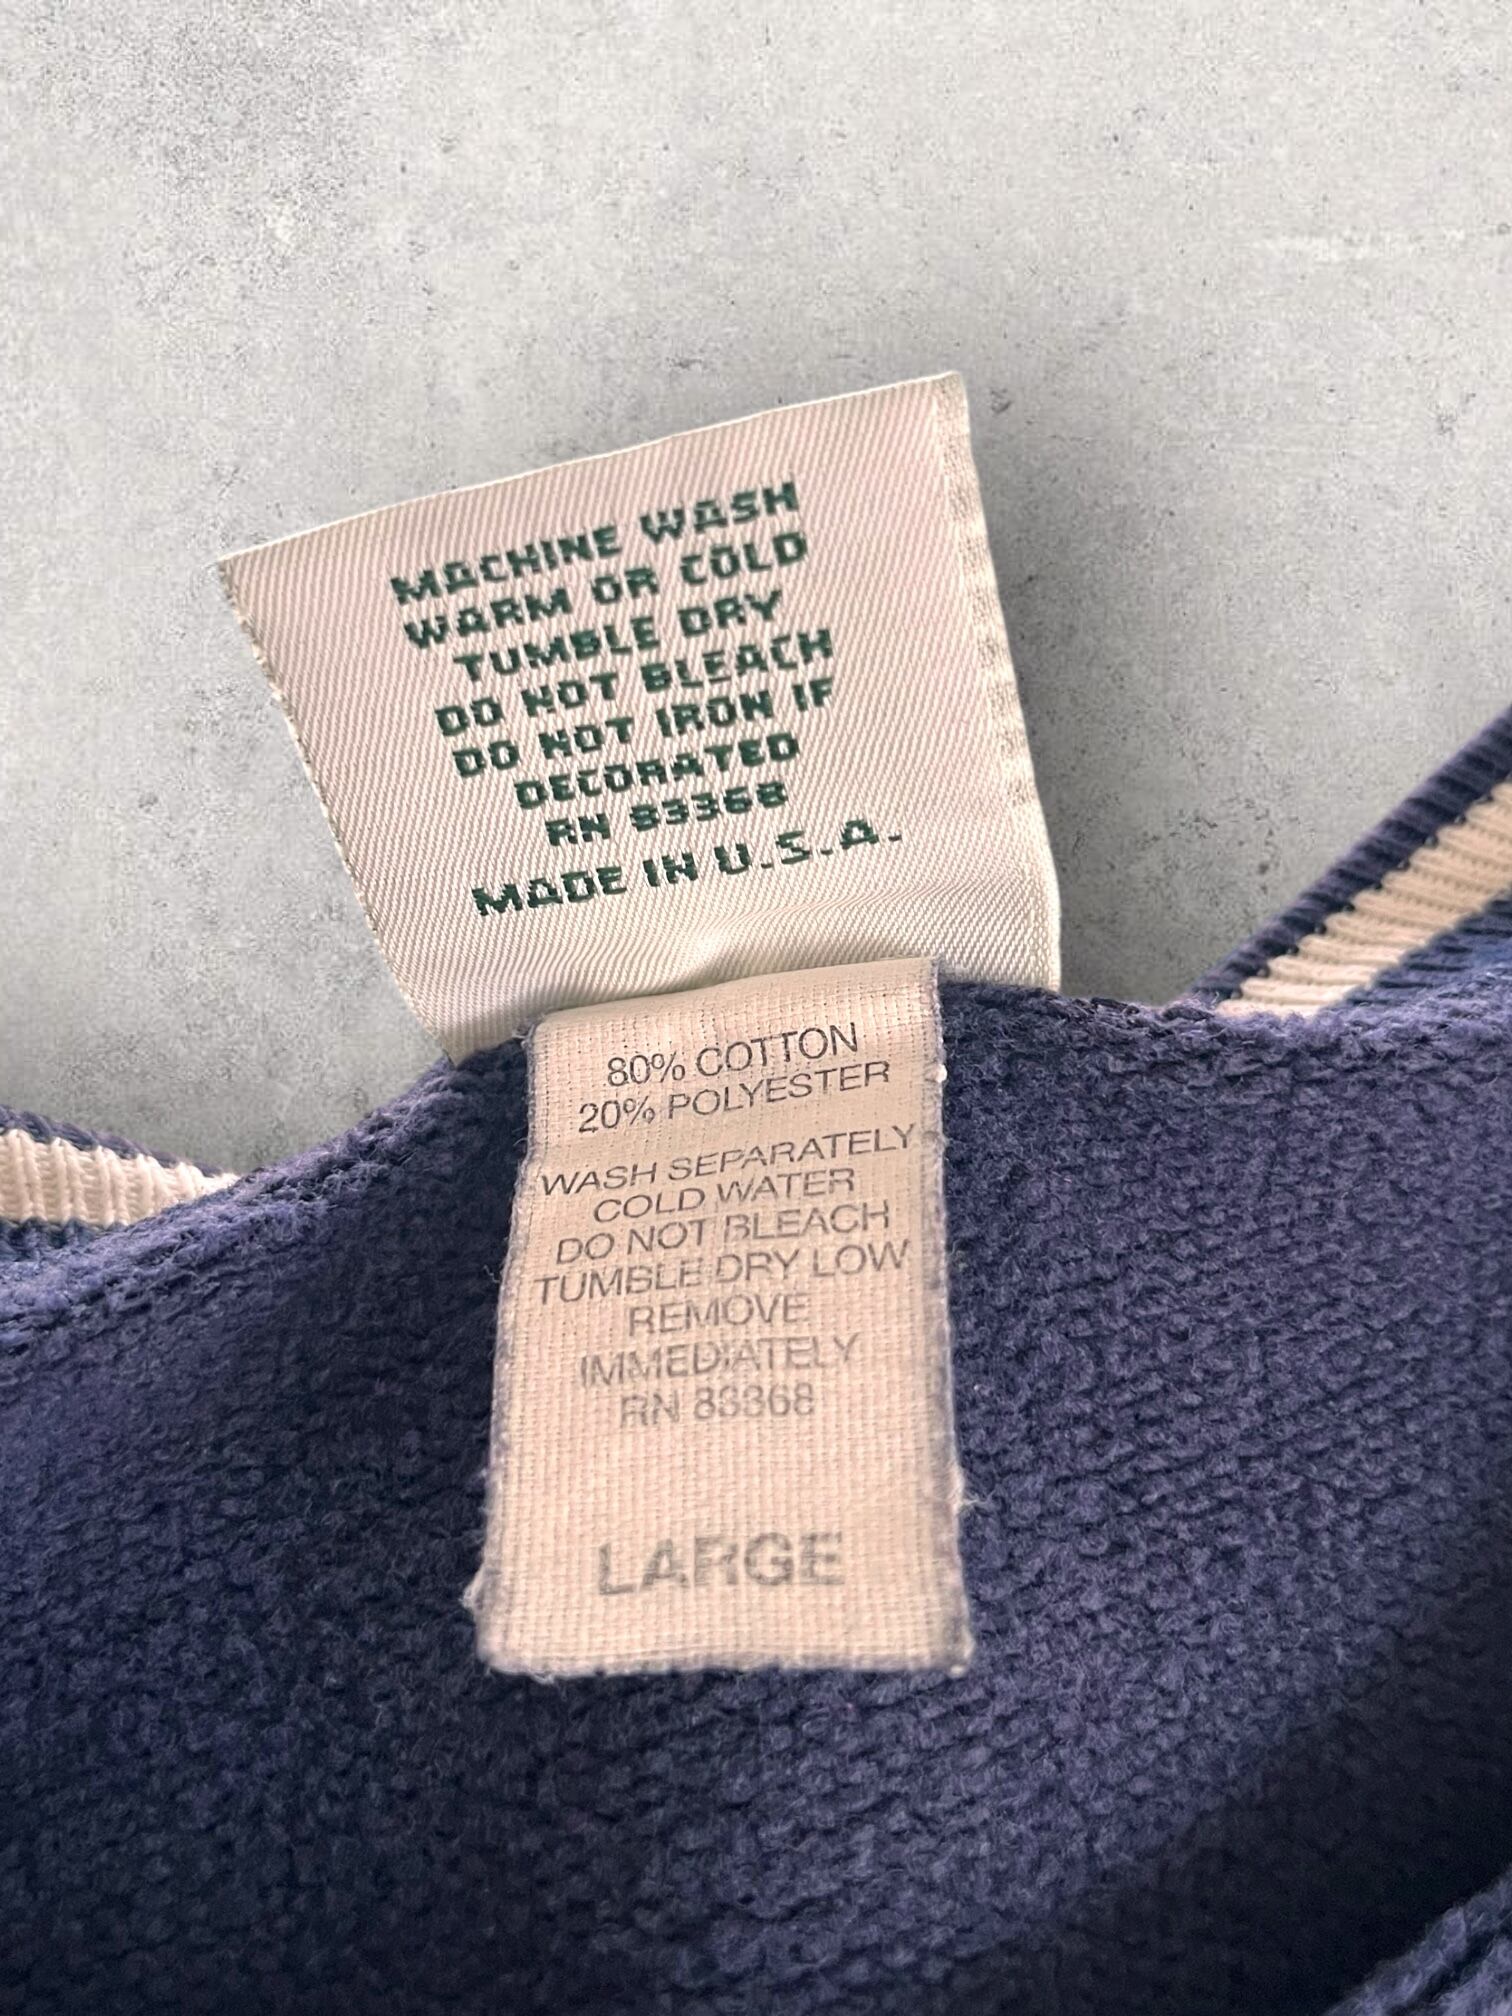 MACHINE WASH
WARM OR COLD
TUMBLE DRY
DO NOT BLEACH
DO NOT IRON IF
DECORATED
RN 83368
MADE IN U.S.A.
80% COTTON
20% POLYESTER
WASH SEPARATELY
COLD WATER
DO NOT BLEACH
TUMBLE DRY LOW
REMOVE
IMMEDIATELY
RN 83368
LARGE